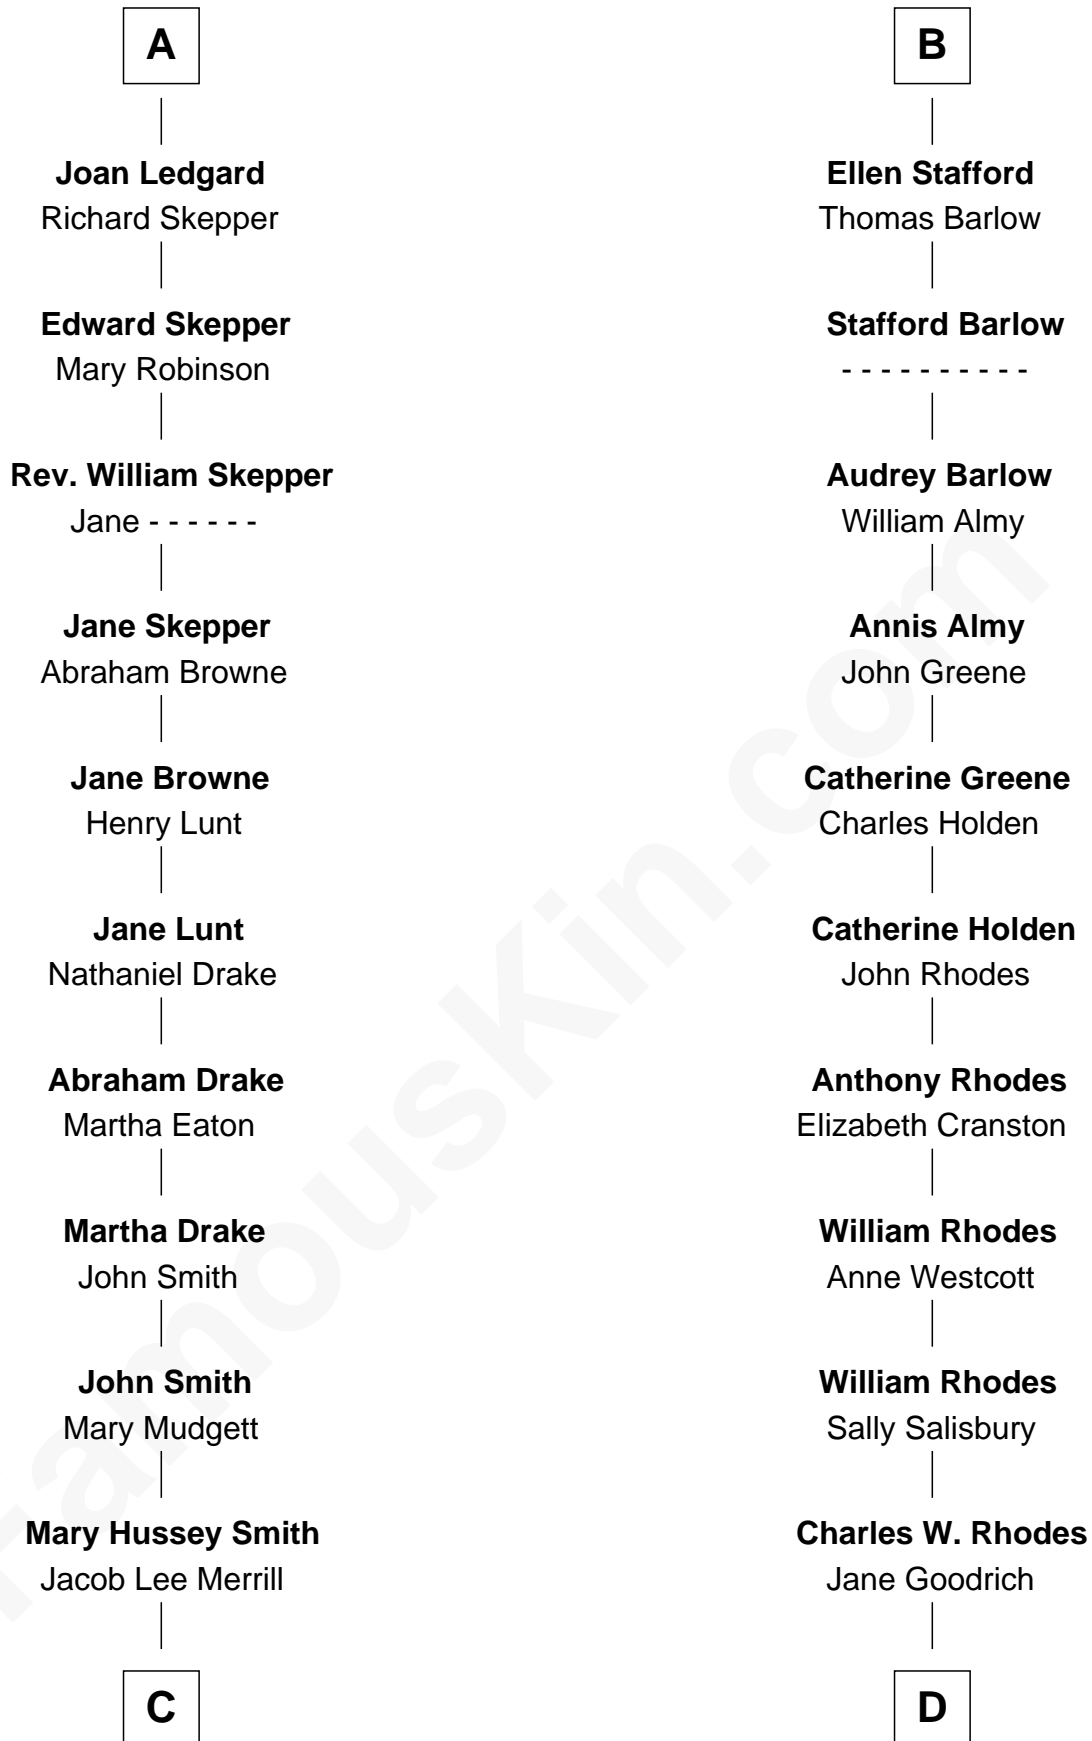 A
Joan Ledgard
Richard Skepper
Edward Skepper
Mary Robinson
Rev. William Skepper
Jane - - - - - -
Jane Skepper
Abraham Browne
Jane Browne
Henry Lunt
Jane Lunt
Nathaniel Drake
Abraham Drake
Martha Eaton
Martha Drake
John Smith
John Smith
Mary Mudgett
Mary Hussey Smith
Jacob Lee Merrill
C
B
Ellen Stafford
Thomas Barlow
Stafford Barlow
- - - - - - - - - -
Audrey Barlow
William Almy
Annis Almy
John Greene
Catherine Greene
Charles Holden
Catherine Holden
John Rhodes
Anthony Rhodes
Elizabeth Cranston
William Rhodes
Anne Westcott
William Rhodes
Sally Salisbury
Charles W. Rhodes
Jane Goodrich
D
FamousKin.com